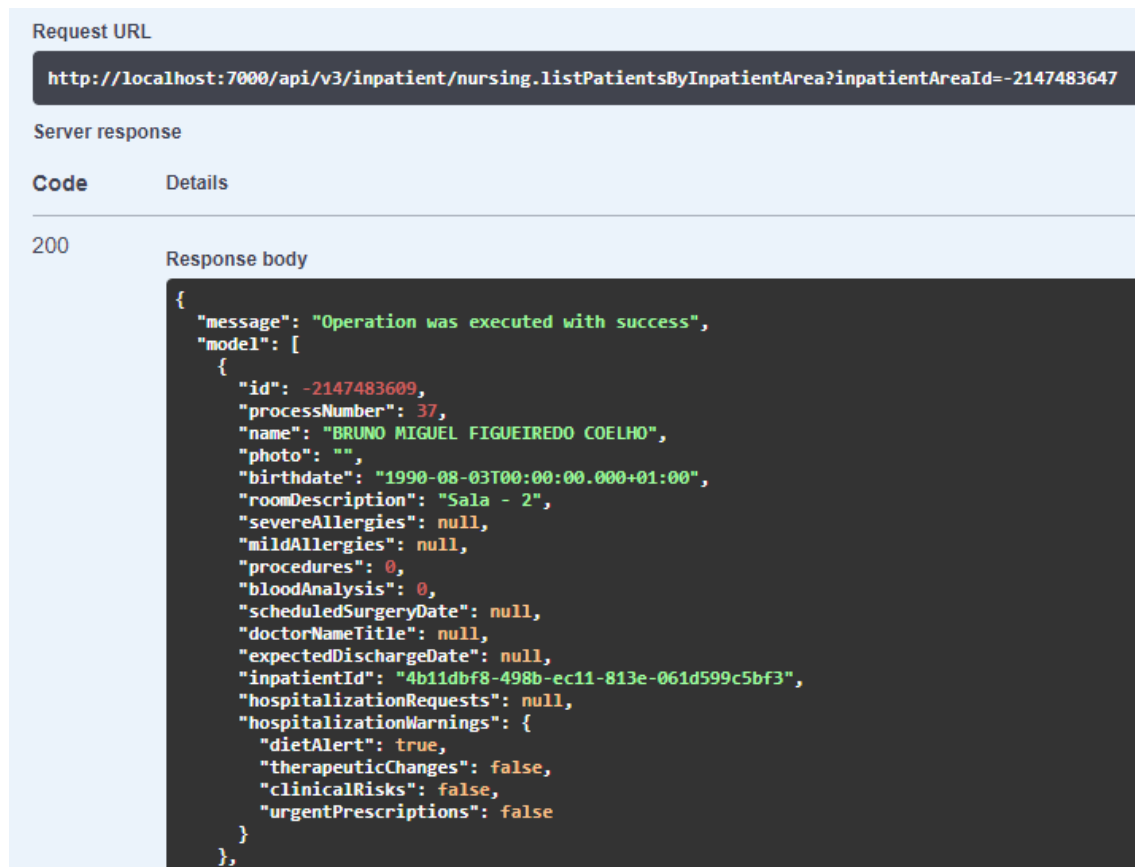 Request URL
http://localhost:7000/api/v3/inpatient/nursing.listPatientsByInpatientArea?inpatientAreaId=-2147483647
Server response
Code Details
200
Response body
{
"message": "Operation was executed with success",
"model": [
{
"id": -2147483609,
"processNumber": 37,
"name": "BRUNO MIGUEL FIGUEIREDO COELHO",
"photo": "",
"birthdate": "1990-08-03T00:00:00.000+01:00",
"roomDescription": "Sala - 2",
"severeAllergies": null,
"mildAllergies": null,
"procedures": 0,
"bloodAnalysis": 0,
"scheduledSurgeryDate": null,
"doctorNameTitle": null,
"expectedDischargeDate": null,
"inpatientId": "4b11dbf8-498b-ec11-813e-061d599c5bf3",
"hospitalizationRequests": null,
"hospitalizationWarnings": {
"dietAlert": true,
"therapeuticChanges": false,
"clinicalRisks": false,
"urgentPrescriptions": false
}
},